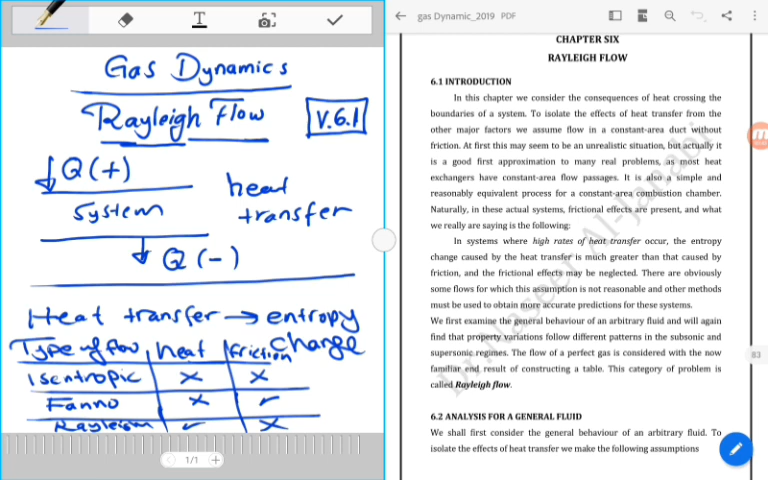 T
Gas Dynamics
Rayleigh Flow V.6.1
Q (+)
system
heat transfer
Q (-)
Heat transfer → entropy change
Type of flow heat friction
Isentropic × ×
Fanno × ✓
Rayleigh ✓ ×
1/1
gas Dynamic_2019 PDF
CHAPTER SIX
RAYLEIGH FLOW
6.1 INTRODUCTION
In this chapter we consider the consequences of heat crossing the
boundaries of a system. To isolate the effects of heat transfer from the
other major factors we assume flow in a constant-area duct without
friction. At first this may seem to be an unrealistic situation, but actually it
is a good first approximation to many real problems, as most heat
exchangers have constant-area flow passages. It is also a simple and
reasonably equivalent process for a constant-area combustion chamber.
Naturally, in these actual systems, frictional effects are present, and what
we really are saying is the following:
In systems where high rates of heat transfer occur, the entropy
change caused by the heat transfer is much greater than that caused by
friction, and the frictional effects may be neglected. There are obviously
some flows for which this assumption is not reasonable and other methods
must be used to obtain more accurate predictions for these systems.
We first examine the general behaviour of an arbitrary fluid and will again
find that property variations follow different patterns in the subsonic and
supersonic regimes. The flow of a perfect gas is considered with the now
familiar end result of constructing a table. This category of problem is
called Rayleigh flow.
6.2 ANALYSIS FOR A GENERAL FLUID
We shall first consider the general behaviour of an arbitrary fluid. To
isolate the effects of heat transfer we make the following assumptions
Dr. Naseer Al-Janabi
83